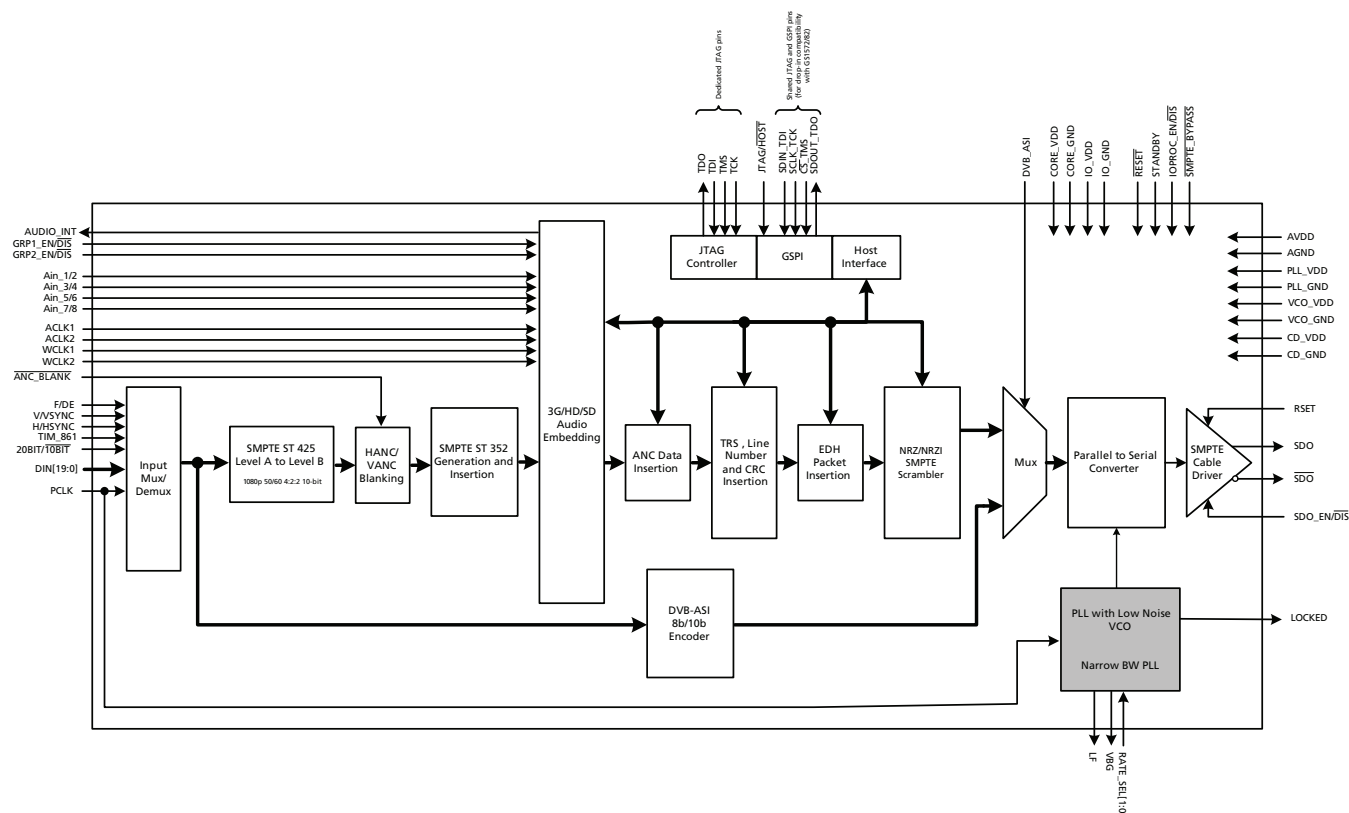 Dedicated JTAG pins
Shared JTAG and GSPI pins
(for drop-in compatibility
with GS1572/82)
TDO
TDI
TMS
TCK
JTAG/HOST
SDIN_TDI
SCLK_TCK
CS_TMS
SDOUT_TDO
DVB_ASI
CORE_VDD
CORE_GND
IO_VDD
IO_GND
RESET
STANDBY
IOPROC_EN/DIS
SMPTE_BYPASS
AUDIO_INT
GRP1_EN/DIS
GRP2_EN/DIS
Ain_1/2
Ain_3/4
Ain_5/6
Ain_7/8
ACLK1
ACLK2
WCLK1
WCLK2
ANC_BLANK
F/DE
V/VSYNC
H/HSYNC
TIM_861
20BIT/10BIT
DIN[19:0]
PCLK
JTAG
Controller
GSPI
Host
Interface
AVDD
AGND
PLL_VDD
PLL_GND
VCO_VDD
VCO_GND
CD_VDD
CD_GND
Input
Mux/
Demux
SMPTE ST 425
Level A to Level B
1080p 50/60 4:2:2 10-bit
HANC/
VANC
Blanking
SMPTE ST 352
Generation and
Insertion
3G/HD/SD
Audio
Embedding
ANC Data
Insertion
TRS , Line
Number
and CRC
Insertion
EDH
Packet
Insertion
NRZ/NRZI
SMPTE
Scrambler
Mux
Parallel to Serial
Converter
SMPTE
Cable
Driver
RSET
SDO
SDO
SDO_EN/DIS
DVB-ASI
8b/10b
Encoder
PLL with Low Noise
VCO
Narrow BW PLL
LOCKED
LF
VBG
RATE_SEL[1:0